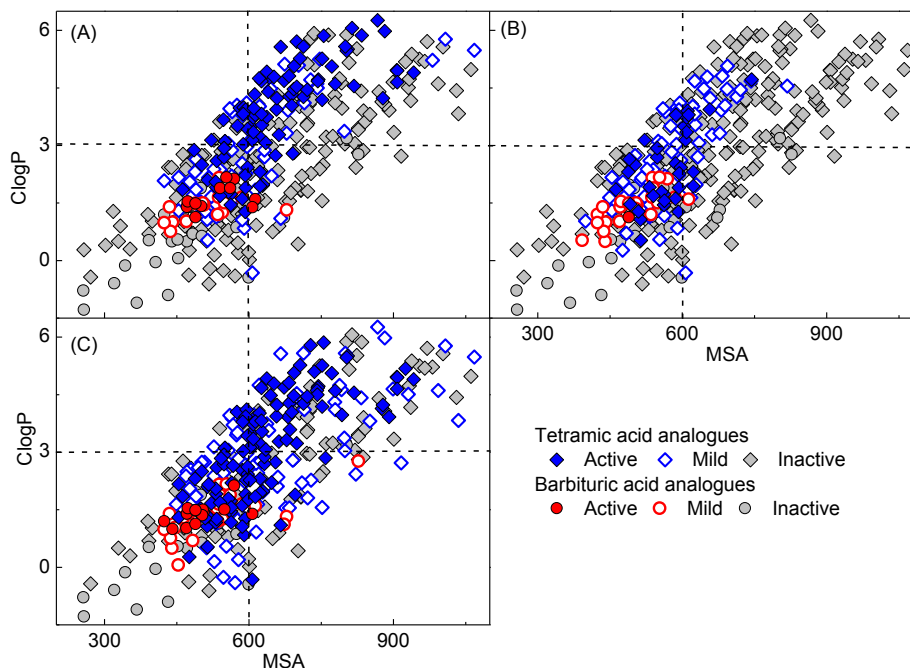 (A)
(B)
6
3
0
ClogP
300
600
900
MSA
(C)
6
3
0
ClogP
300
600
900
MSA
Tetramic acid analogues
Active
Mild
Inactive
Barbituric acid analogues
Active
Mild
Inactive